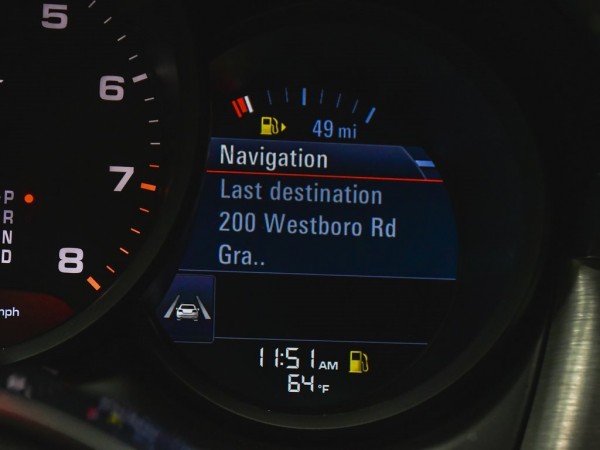 5
6
7
8
P
R
N
D
mph
49 mi
Navigation
Last destination
200 Westboro Rd
Gra..
11:51 AM
64 °F